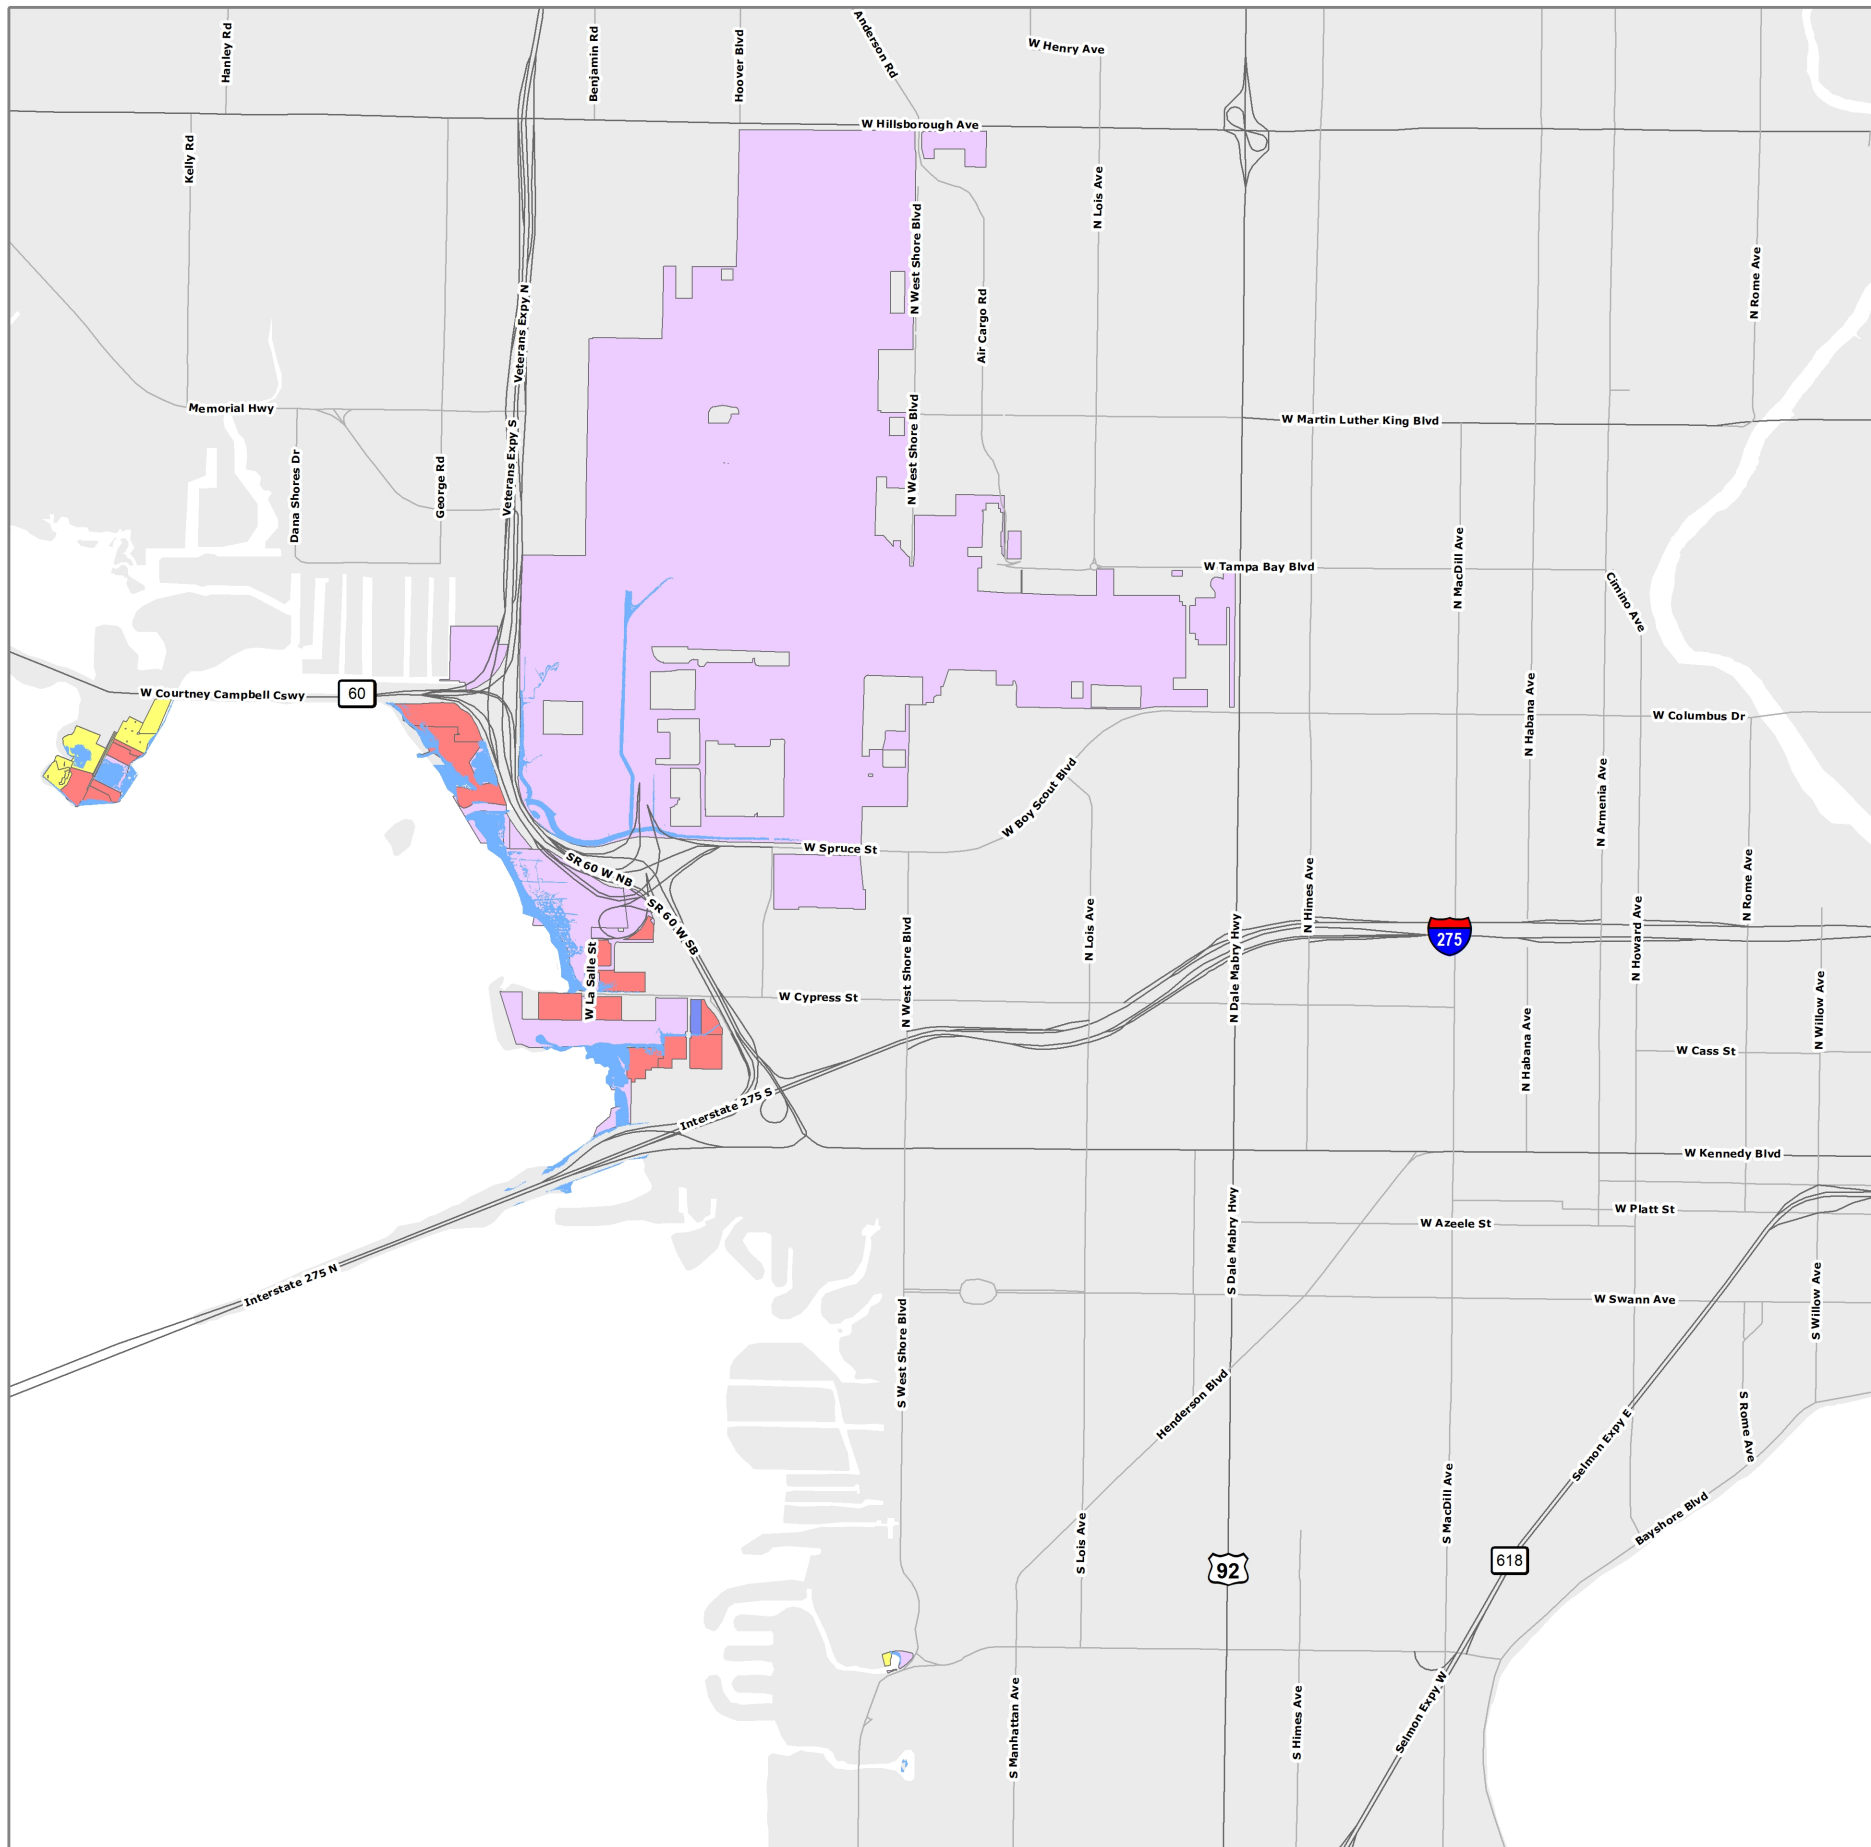 Hanley Rd
Benjamin Rd
Hoover Blvd
Anderson Rd
W Henry Ave
W Hillsborough Ave
Kelly Rd
N Lois Ave
N West Shore Blvd
N Rome Ave
Veterans Expy N
Air Cargo Rd
Memorial Hwy
Veterans Expy S
N West Shore Blvd
W Martin Luther King Blvd
Dana Shores Dr
George Rd
N MacDill Ave
W Tampa Bay Blvd
Cimino Ave
W Courtney Campbell Cswy
60
N Habana Ave
W Columbus Dr
W Boy Scout Blvd
N Armenia Ave
W Spruce St
SR 60 W NB
N Himes Ave
N Rome Ave
SR 60 W SB
N West Shore Blvd
N Lois Ave
N Dale Mabry Hwy
275
N Howard Ave
W La Salle St
W Cypress St
N Willow Ave
N Habana Ave
W Cass St
Interstate 275 S
W Kennedy Blvd
S Dale Mabry Hwy
W Azeele St
W Platt St
Interstate 275 N
S West Shore Blvd
W Swann Ave
S Willow Ave
Henderson Blvd
Selmon Expy E
S Rome Ave
S Lois Ave
S MacDill Ave
Bayshore Blvd
92
618
S Manhattan Ave
S Himes Ave
Selmon Expy W